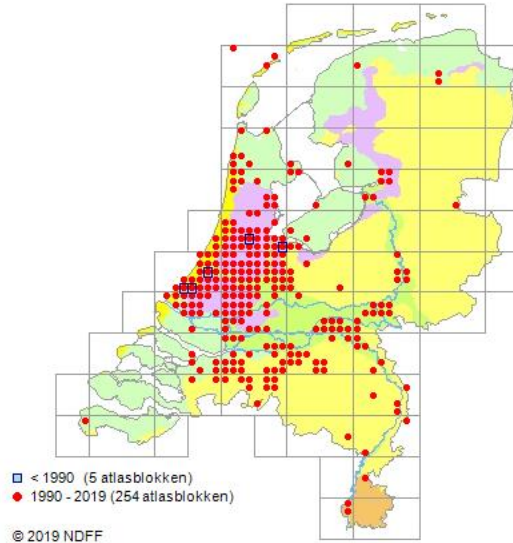 < 1990 (5 atlasblokken)
1990 - 2019 (254 atlasblokken)
© 2019 NDFF